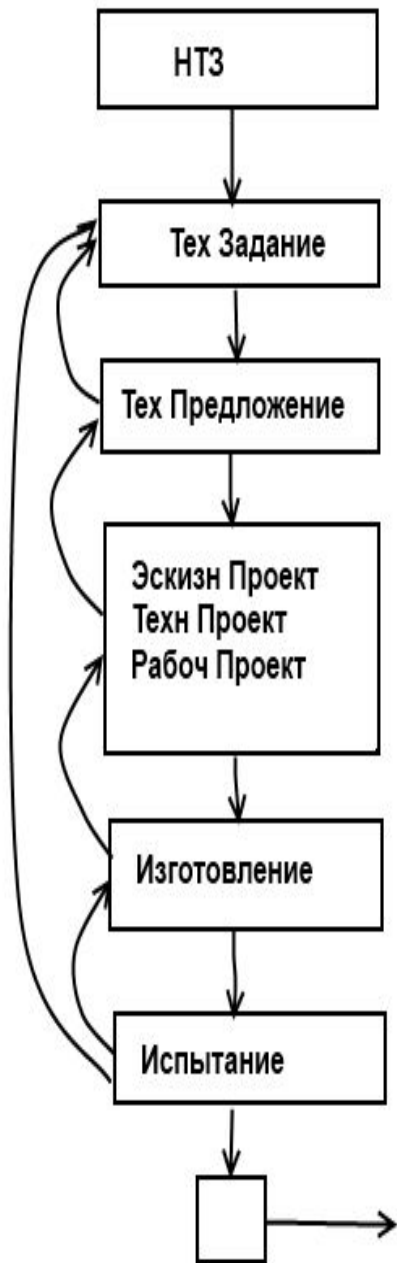 НТЗ
Тех Задание
Тех Предложение
Эскизн Проект
Техн Проект
Рабоч Проект
Изготовление
Испытание